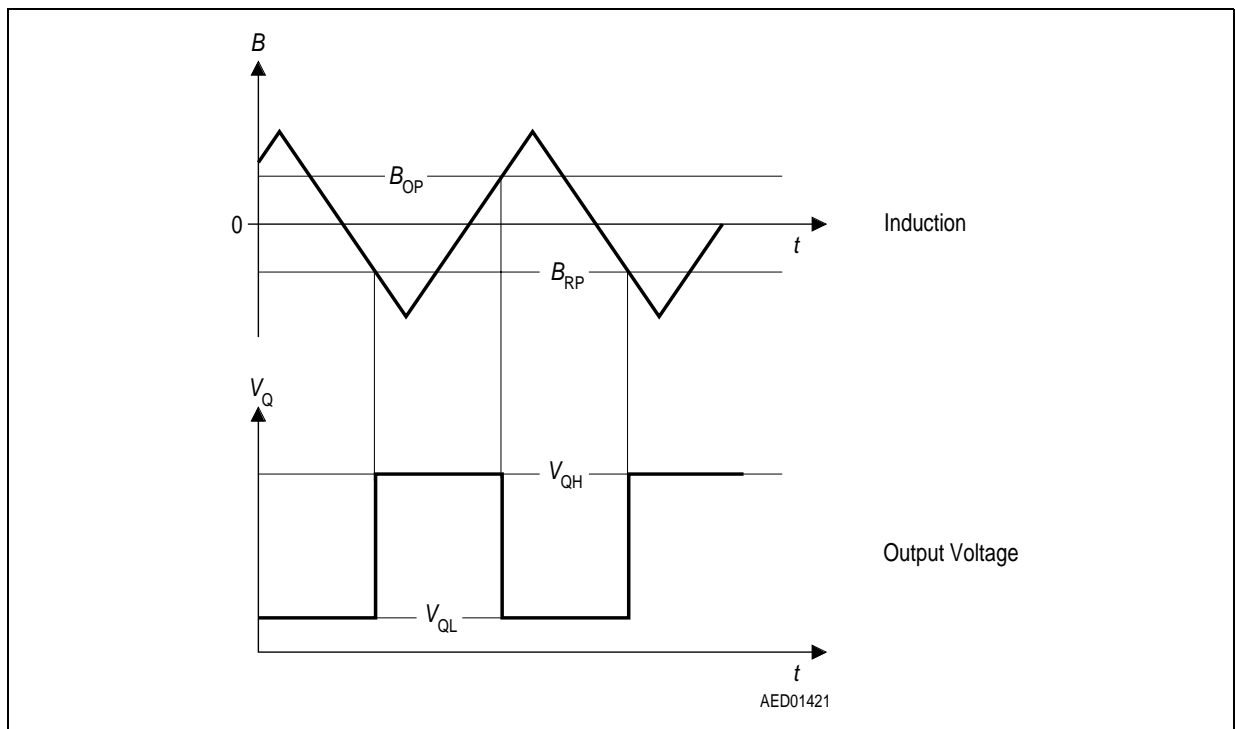 B
B_OP
0
t
Induction
B_RP
V_Q
V_QH
Output Voltage
V_QL
t
AED01421